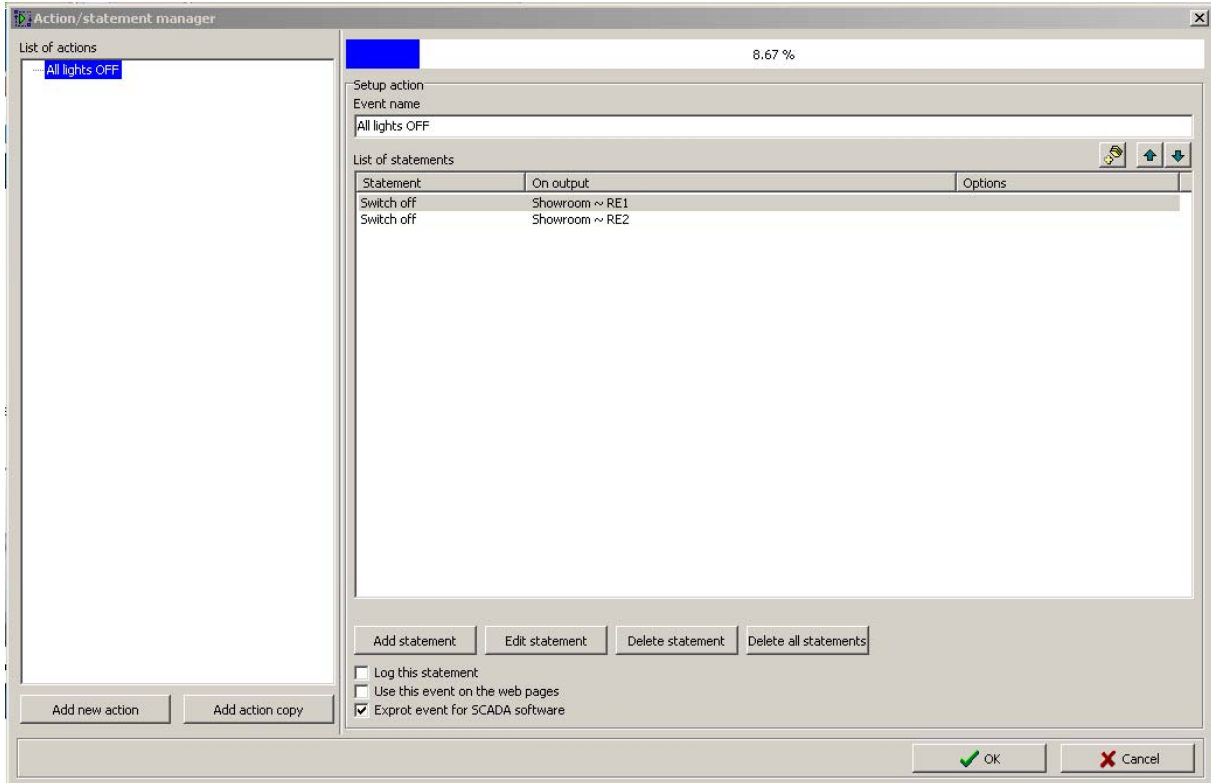 Action/statement manager
List of actions
All lights OFF
Add new action
Add action copy
8.67 %
Setup action
Event name
All lights OFF
List of statements
Statement On output Options
Switch off Showroom ~ RE1
Switch off Showroom ~ RE2
Add statement
Edit statement
Delete statement
Delete all statements
Log this statement
Use this event on the web pages
Exprot event for SCADA software
OK
Cancel